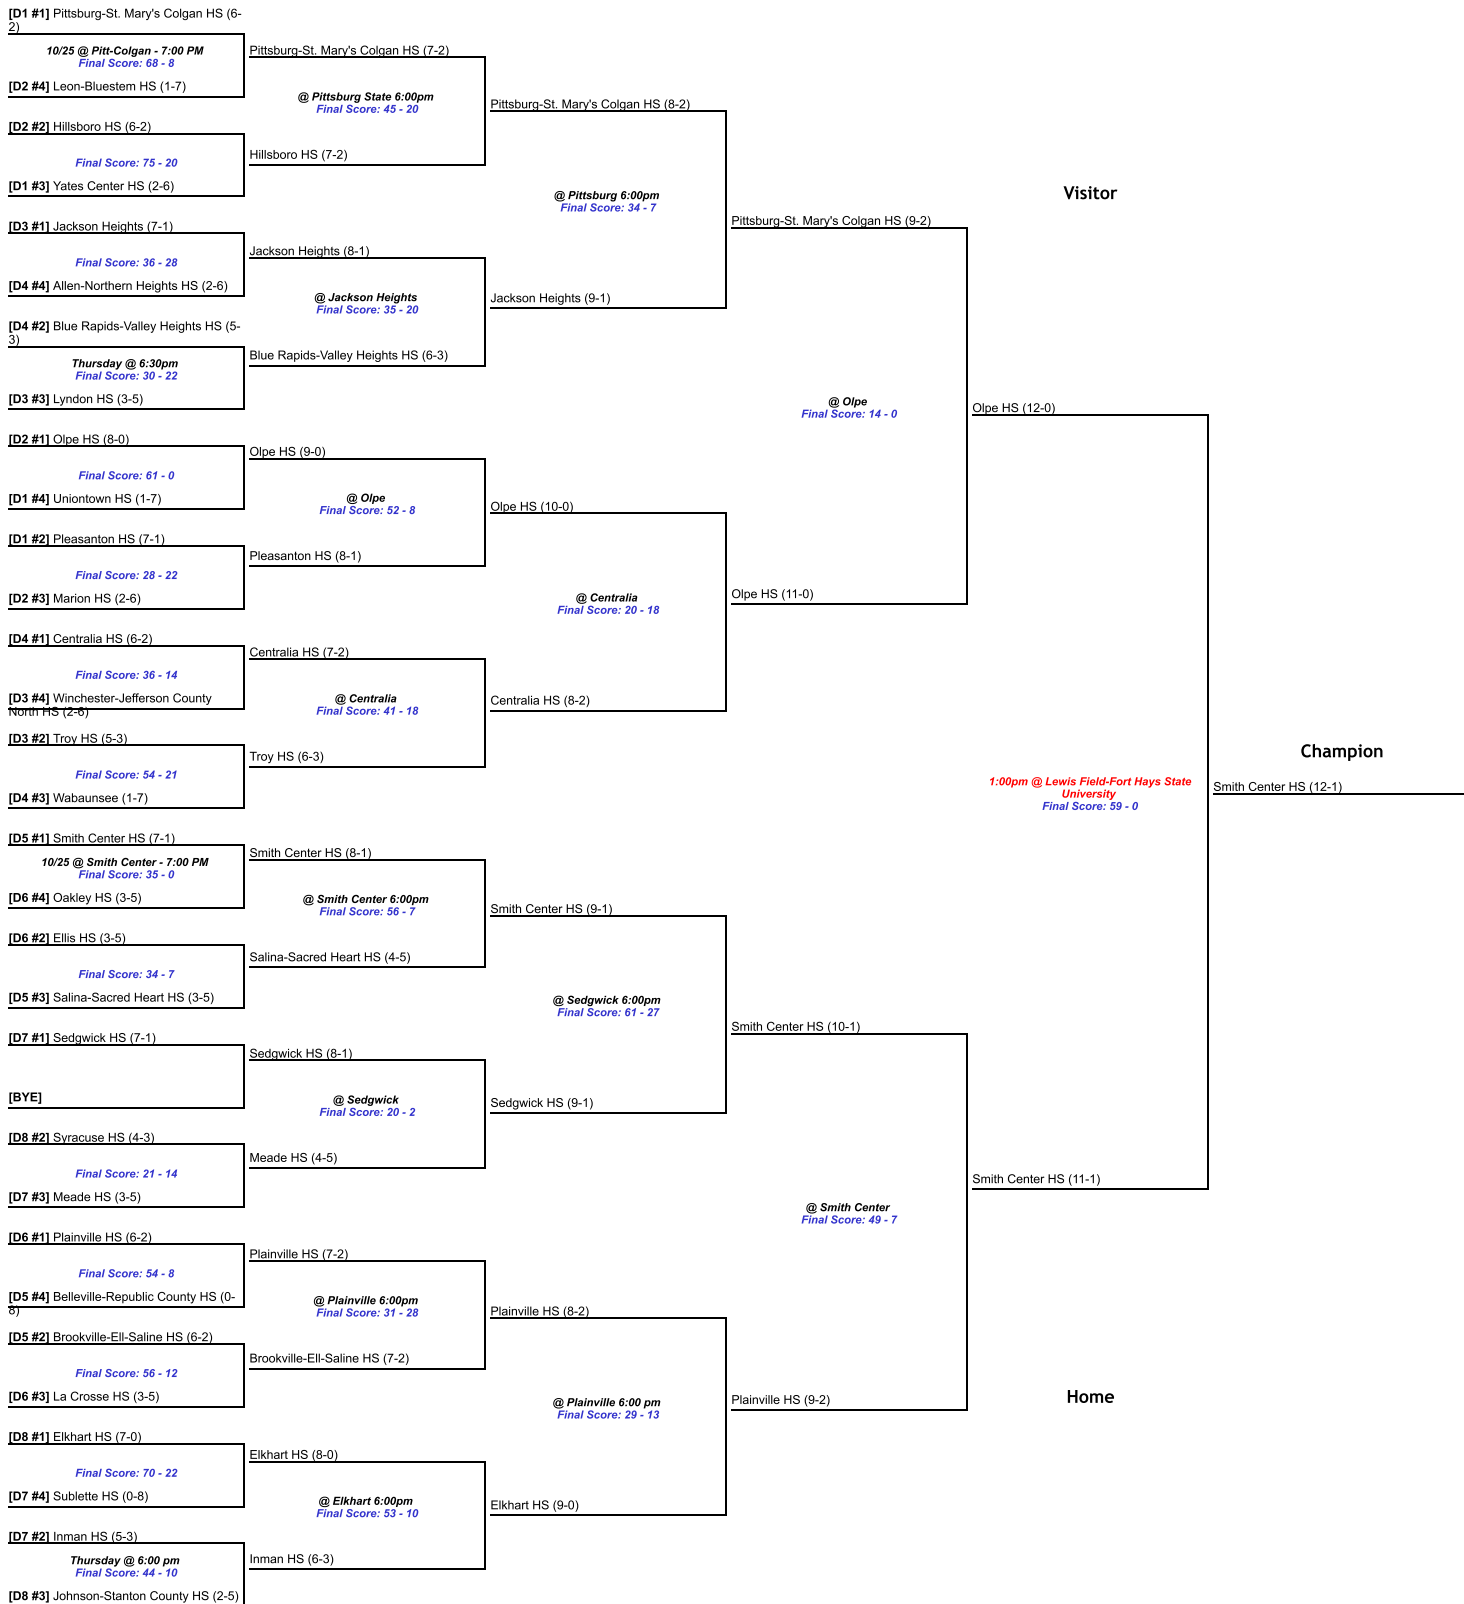 [D1 #1] Pittsburg-St. Mary's Colgan HS (6-
2)
10/25 @ Pitt-Colgan - 7:00 PM
Final Score: 68 - 8
[D2 #4] Leon-Bluestem HS (1-7)
[D2 #2] Hillsboro HS (6-2)
Final Score: 75 - 20
[D1 #3] Yates Center HS (2-6)
[D3 #1] Jackson Heights (7-1)
Final Score: 36 - 28
[D4 #4] Allen-Northern Heights HS (2-6)
[D4 #2] Blue Rapids-Valley Heights HS (5-
3)
Thursday @ 6:30pm
Final Score: 30 - 22
[D3 #3] Lyndon HS (3-5)
[D2 #1] Olpe HS (8-0)
Final Score: 61 - 0
[D1 #4] Uniontown HS (1-7)
[D1 #2] Pleasanton HS (7-1)
Final Score: 28 - 22
[D2 #3] Marion HS (2-6)
[D4 #1] Centralia HS (6-2)
Final Score: 36 - 14
[D3 #4] Winchester-Jefferson County
North HS (2-6)
[D3 #2] Troy HS (5-3)
Final Score: 54 - 21
[D4 #3] Wabaunsee (1-7)
[D5 #1] Smith Center HS (7-1)
10/25 @ Smith Center - 7:00 PM
Final Score: 35 - 0
[D6 #4] Oakley HS (3-5)
[D6 #2] Ellis HS (3-5)
Final Score: 34 - 7
[D5 #3] Salina-Sacred Heart HS (3-5)
[D7 #1] Sedgwick HS (7-1)
[BYE]
[D8 #2] Syracuse HS (4-3)
Final Score: 21 - 14
[D7 #3] Meade HS (3-5)
[D6 #1] Plainville HS (6-2)
Final Score: 54 - 8
[D5 #4] Belleville-Republic County HS (0-
8)
[D5 #2] Brookville-Ell-Saline HS (6-2)
Final Score: 56 - 12
[D6 #3] La Crosse HS (3-5)
[D8 #1] Elkhart HS (7-0)
Final Score: 70 - 22
[D7 #4] Sublette HS (0-8)
[D7 #2] Inman HS (5-3)
Thursday @ 6:00 pm
Final Score: 44 - 10
[D8 #3] Johnson-Stanton County HS (2-5)
Pittsburg-St. Mary's Colgan HS (7-2)
@ Pittsburg State 6:00pm
Final Score: 45 - 20
Hillsboro HS (7-2)
Jackson Heights (8-1)
@ Jackson Heights
Final Score: 35 - 20
Blue Rapids-Valley Heights HS (6-3)
Olpe HS (9-0)
@ Olpe
Final Score: 52 - 8
Pleasanton HS (8-1)
Centralia HS (7-2)
@ Centralia
Final Score: 41 - 18
Troy HS (6-3)
Smith Center HS (8-1)
@ Smith Center 6:00pm
Final Score: 56 - 7
Salina-Sacred Heart HS (4-5)
Sedgwick HS (8-1)
@ Sedgwick
Final Score: 20 - 2
Meade HS (4-5)
Plainville HS (7-2)
@ Plainville 6:00pm
Final Score: 31 - 28
Brookville-Ell-Saline HS (7-2)
Elkhart HS (8-0)
@ Elkhart 6:00pm
Final Score: 53 - 10
Inman HS (6-3)
Pittsburg-St. Mary's Colgan HS (8-2)
@ Pittsburg 6:00pm
Final Score: 34 - 7
Jackson Heights (9-1)
Olpe HS (10-0)
@ Centralia
Final Score: 20 - 18
Centralia HS (8-2)
Smith Center HS (9-1)
@ Sedgwick 6:00pm
Final Score: 61 - 27
Sedgwick HS (9-1)
Plainville HS (8-2)
@ Plainville 6:00 pm
Final Score: 29 - 13
Elkhart HS (9-0)
Pittsburg-St. Mary's Colgan HS (9-2)
@ Olpe
Final Score: 14 - 0
Olpe HS (11-0)
Smith Center HS (10-1)
@ Smith Center
Final Score: 49 - 7
Plainville HS (9-2)
Visitor
Olpe HS (12-0)
1:00pm @ Lewis Field-Fort Hays State
University
Final Score: 59 - 0
Smith Center HS (11-1)
Home
Champion
Smith Center HS (12-1)